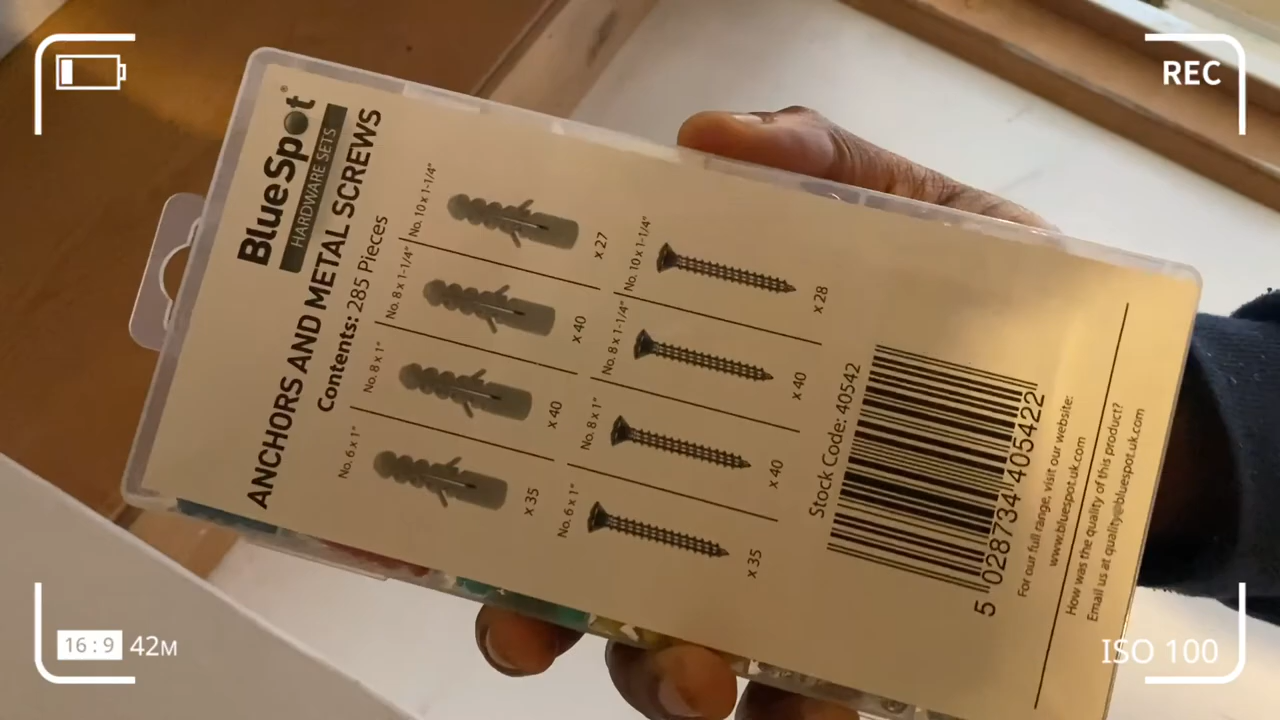 REC
16:9 42M
ISO 100
BlueSpot®
HARDWARE SETS
ANCHORS AND METAL SCREWS
Contents: 285 Pieces
No. 6 x 1"
x 35
No. 8 x 1"
x 40
No. 8 x 1-1/4"
x 40
No. 10 x 1-1/4"
x 27
No. 6 x 1"
x 35
No. 8 x 1"
x 40
No. 8 x 1-1/4"
x 40
No. 10 x 1-1/4"
x 28
Stock Code: 40542
5 028734 405422
For our full range, visit our website:
www.bluespot.uk.com
How was the quality of this product?
Email us at quality@bluespot.uk.com